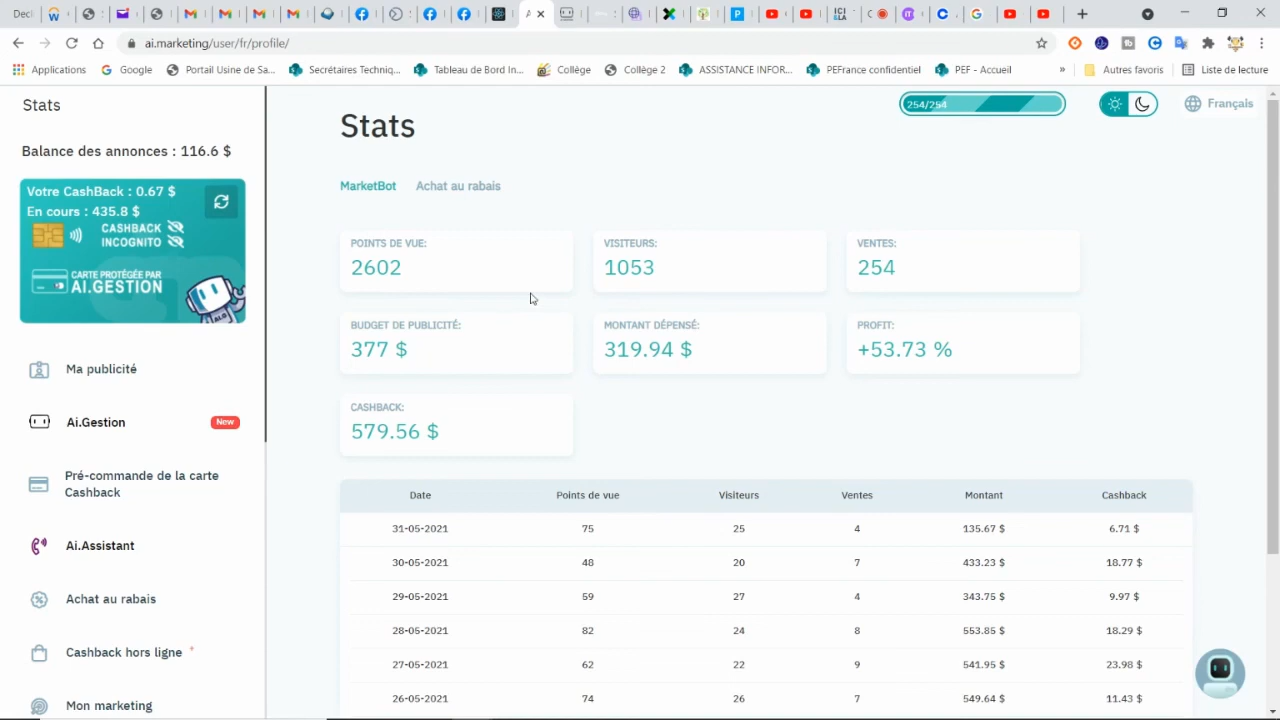 Decl
ai.marketing/user/fr/profile/
Applications
Google
Portail Usine de Sa...
Secrétaires Techniq...
Tableau de Bord In...
Collège
Collège 2
ASSISTANCE INFOR...
PEFrance confidentiel
PEF - Accueil
»
Autres favoris
Liste de lecture
Stats
Balance des annonces : 116.6 $
Votre CashBack : 0.67 $
En cours : 435.8 $
CASHBACK
INCOGNITO
CARTE PROTÉGÉE PAR
AI.GESTION
Ma publicité
Ai.Gestion
New
Pré-commande de la carte
Cashback
Ai.Assistant
Achat au rabais
Cashback hors ligne *
Mon marketing
254/254
Français
Stats
MarketBot Achat au rabais
POINTS DE VUE:
2602
VISITEURS:
1053
VENTES:
254
BUDGET DE PUBLICITÉ:
377 $
MONTANT DÉPENSÉ:
319.94 $
PROFIT:
+53.73 %
CASHBACK:
579.56 $
Date Points de vue Visiteurs Ventes Montant Cashback
31-05-2021 75 25 4 135.67 $ 6.71 $
30-05-2021 48 20 7 433.23 $ 18.77 $
29-05-2021 59 27 4 343.75 $ 9.97 $
28-05-2021 82 24 8 553.85 $ 18.29 $
27-05-2021 62 22 9 541.95 $ 23.98 $
26-05-2021 74 26 7 549.64 $ 11.43 $